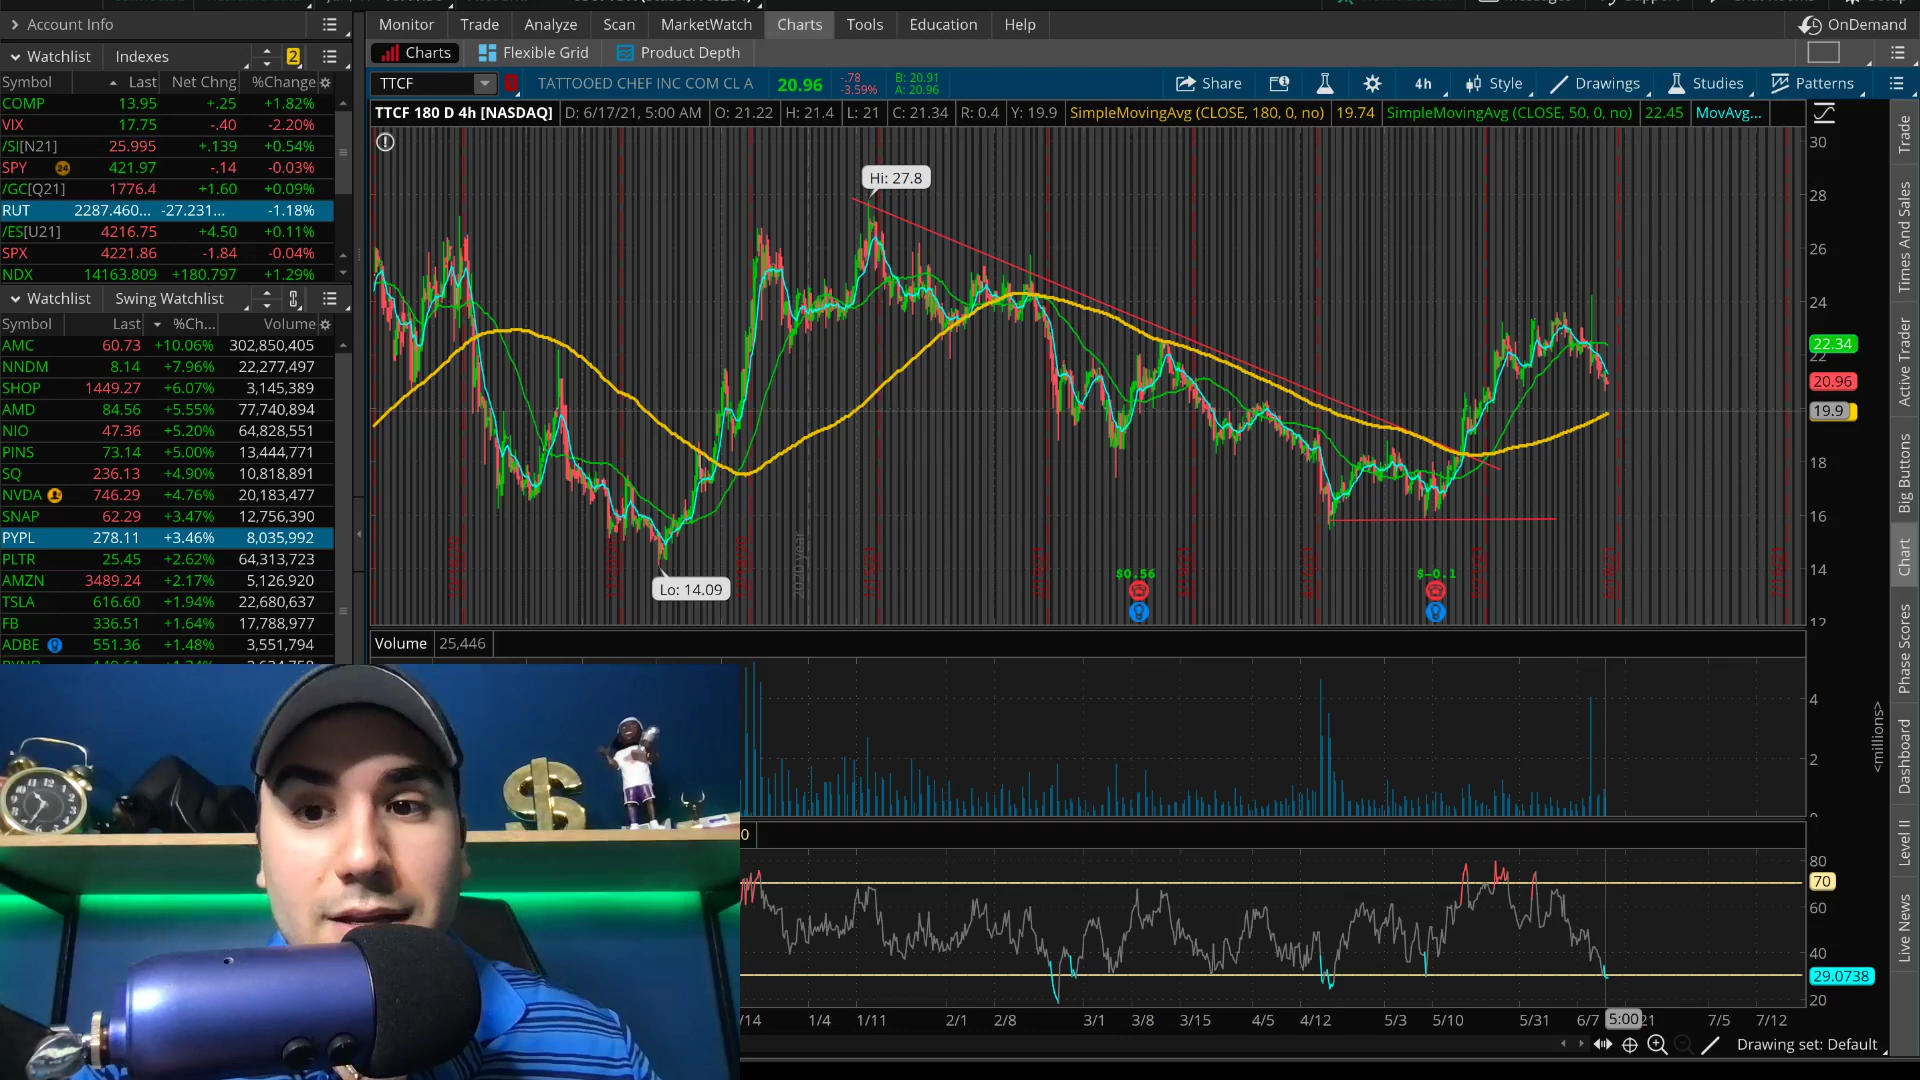 Account Info
Monitor Trade Analyze Scan MarketWatch Charts Tools Education Help
OnDemand
Watchlist Indexes 2
Charts Flexible Grid Product Depth
Symbol Last Net Chng %Change
COMP 13.95 +.25 +1.82%
VIX 17.75 -.40 -2.20%
/SI[N21] 25.995 +.139 +0.54%
SPY 421.97 -.14 -0.03%
/GC[Q21] 1776.4 +1.60 +0.09%
RUT 2287.460... -27.231... -1.18%
/ES[U21] 4216.75 +4.50 +0.11%
SPX 4221.86 -1.84 -0.04%
NDX 14163.809 +180.797 +1.29%
Watchlist Swing Watchlist
Symbol Last %Ch... Volume
AMC 60.73 +10.06% 302,850,405
NNDM 8.14 +7.96% 22,277,497
SHOP 1449.27 +6.07% 3,145,389
AMD 84.56 +5.55% 77,740,894
NIO 47.36 +5.20% 64,828,551
PINS 73.14 +5.00% 13,444,771
SQ 236.13 +4.90% 10,818,891
NVDA 746.29 +4.76% 20,183,477
SNAP 62.29 +3.47% 12,756,390
PYPL 278.11 +3.46% 8,035,992
PLTR 25.45 +2.62% 64,313,723
AMZN 3489.24 +2.17% 5,126,920
TSLA 616.60 +1.94% 22,680,637
FB 336.51 +1.64% 17,788,977
ADBE 551.36 +1.48% 3,551,794
TTCF TATTOOED CHEF INC COM CL A 20.96 -.78 -3.59% B: 20.91 A: 20.96 Share 4h Style Drawings Studies Patterns
TTCF 180 D 4h [NASDAQ] D: 6/17/21, 5:00 AM O: 21.22 H: 21.4 L: 21 C: 21.34 R: 0.4 Y: 19.9 SimpleMovingAvg (CLOSE, 180, 0, no) 19.74 SimpleMovingAvg (CLOSE, 50, 0, no) 22.45 MovAvg...
Hi: 27.8
Lo: 14.09
2020 year
$0.56
$-0.1
30
28
26
24
22.34
22
20.96
19.9
18
16
14
12
Volume 25,446
4
2
0
<millions>
0
80
70
60
40
29.0738
20
/14 1/4 1/11 2/1 2/8 3/1 3/8 3/15 4/5 4/12 5/3 5/10 5/31 6/7 5:00 21 7/5 7/12
Drawing set: Default
Trade
Times And Sales
Active Trader
Big Buttons
Chart
Phase Scores
Dashboard
Level II
Live News